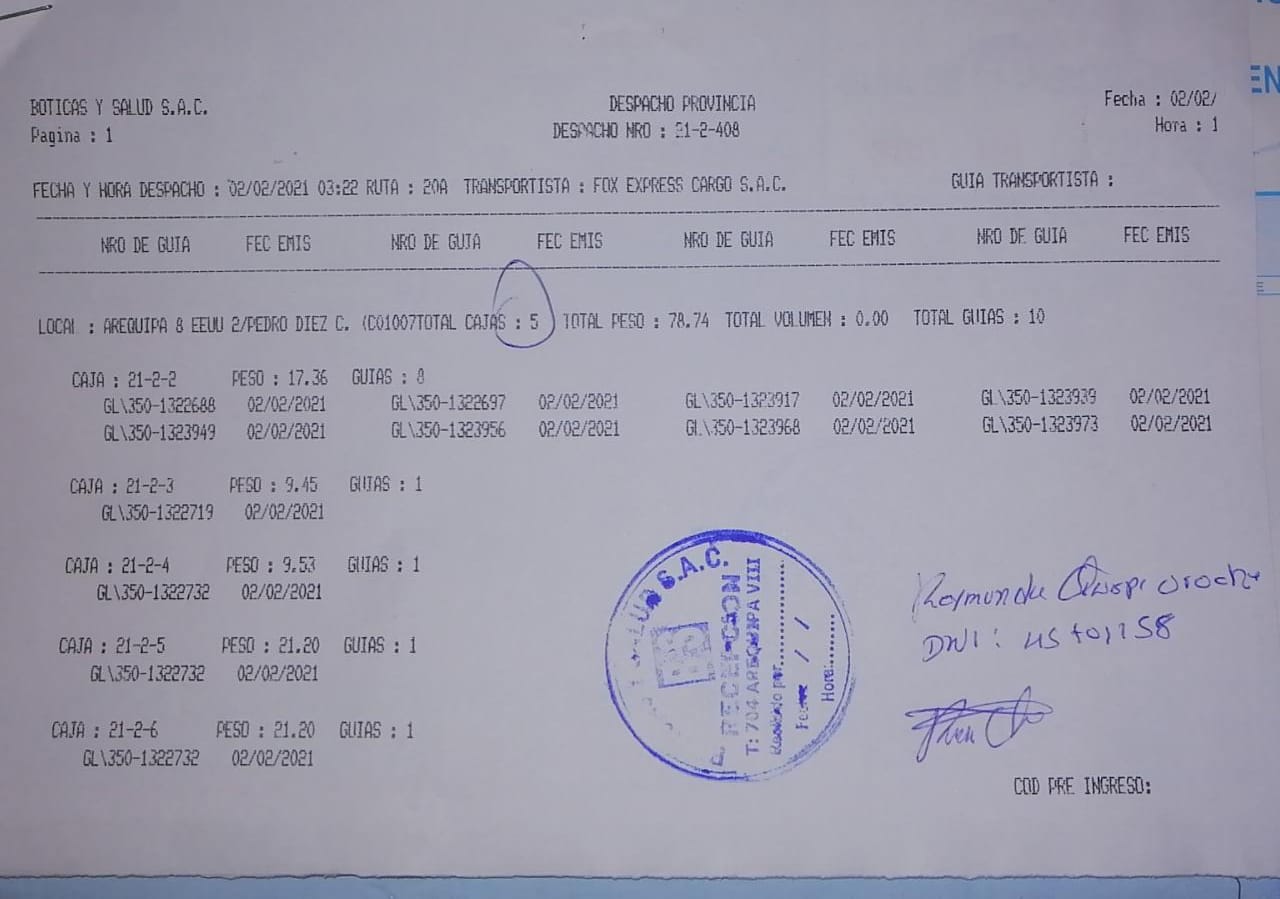 BOTICAS Y SALUD S.A.C.
DESPACHO PROVINCIA
Fecha : 02/02/
Pagina : 1
DESPACHO NRO : 21-2-408
Hora : 1
FECHA Y HORA DESPACHO : 02/02/2021 03:22 RUTA : 20A TRANSPORTISTA : FOX EXPRESS CARGO S.A.C. GUIA TRANSPORTISTA :
NRO DE GUIA FEC EMIS NRO DE GUIA FEC EMIS NRO DE GUIA FEC EMIS NRO DE GUIA FEC EMIS
LOCAL : AREQUIPA 8 EEUU 2/PEDRO DIEZ C. (C01007TOTAL CAJAS : 5 TOTAL PESO : 78.74 TOTAL VOLUMEN : 0.00 TOTAL GUIAS : 10
CAJA : 21-2-2 PESO : 17.36 GUIAS : 8
GL\350-1322688 02/02/2021 GL\350-1322697 02/02/2021 GL\350-1323917 02/02/2021 GL\350-1323939 02/02/2021
GL\350-1323949 02/02/2021 GL\350-1323956 02/02/2021 GL\350-1323968 02/02/2021 GL\350-1323973 02/02/2021
CAJA : 21-2-3 PESO : 9.45 GUIAS : 1
GL\350-1322719 02/02/2021
CAJA : 21-2-4 PESO : 9.53 GUIAS : 1
GL\350-1322732 02/02/2021
CAJA : 21-2-5 PESO : 21.20 GUIAS : 1
GL\350-1322732 02/02/2021
CAJA : 21-2-6 PESO : 21.20 GUIAS : 1
GL\350-1322732 02/02/2021
S.A.C.
RECEPCION
T: 704 AREQUIPA VIII
Recibido por
Fecha / /
Hora:
DNI:
COD PRE INGRESO:
EN